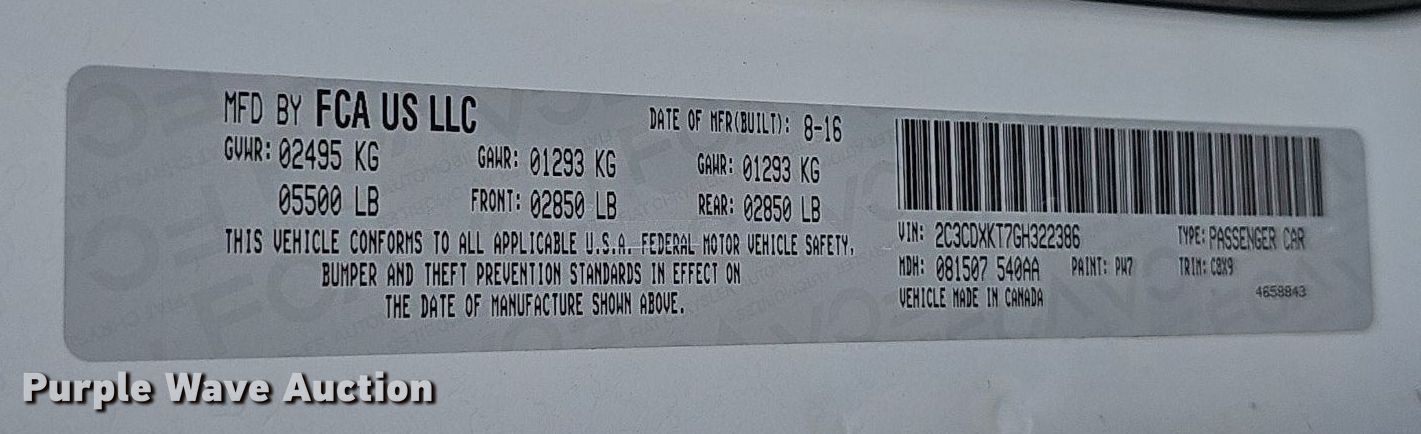 MFD BY FCA US LLC
DATE OF MFR(BUILT): 8-16
GVWR: 02495 KG
GAWR: 01293 KG
GAWR: 01293 KG
05500 LB
FRONT: 02850 LB
REAR: 02850 LB
THIS VEHICLE CONFORMS TO ALL APPLICABLE U.S.A. FEDERAL MOTOR VEHICLE SAFETY,
BUMPER AND THEFT PREVENTION STANDARDS IN EFFECT ON
THE DATE OF MANUFACTURE SHOWN ABOVE.
VIN: 2C3CDXKT7GH322386
TYPE: PASSENGER CAR
MDH: 081507 540AA
PAINT: PW7
TRIM: C8X9
VEHICLE MADE IN CANADA
4658843
Purple Wave Auction